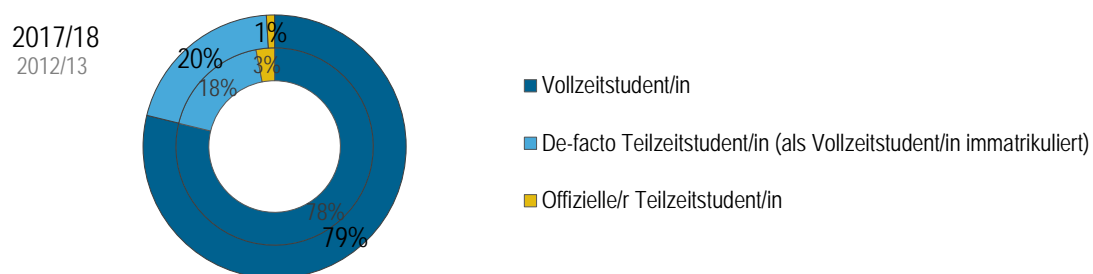 2017/18
2012/13
1%
20%
3%
18%
78%
79%
Vollzeitstudent/in
De-facto Teilzeitstudent/in (als Vollzeitstudent/in immatrikuliert)
Offizielle/r Teilzeitstudent/in